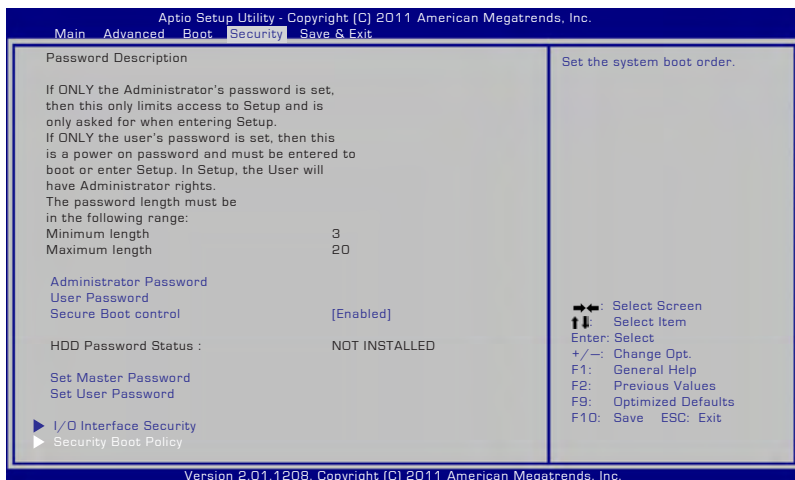 Aptio Setup Utility - Copyright (C) 2011 American Megatrends, Inc.
Main Advanced Boot Security Save & Exit
Password Description
If ONLY the Administrator's password is set,
then this only limits access to Setup and is
only asked for when entering Setup.
If ONLY the user's password is set, then this
is a power on password and must be entered to
boot or enter Setup. In Setup, the User will
have Administrator rights.
The password length must be
in the following range:
Minimum length 3
Maximum length 20
Administrator Password
User Password
Secure Boot control [Enabled]
HDD Password Status : NOT INSTALLED
Set Master Password
Set User Password
I/O Interface Security
Security Boot Policy
Set the system boot order.
→←: Select Screen
↑↓: Select Item
Enter: Select
+/—: Change Opt.
F1: General Help
F2: Previous Values
F9: Optimized Defaults
F10: Save ESC: Exit
Version 2.01.1208. Copyright (C) 2011 American Megatrends, Inc.